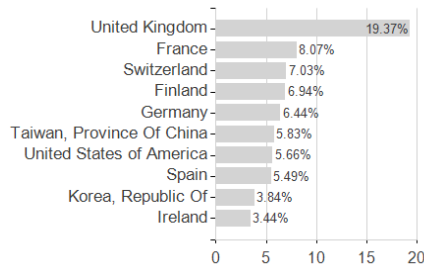 United Kingdom 19.37%
France 8.07%
Switzerland 7.03%
Finland 6.94%
Germany 6.44%
Taiwan, Province Of China 5.83%
United States of America 5.66%
Spain 5.49%
Korea, Republic Of 3.84%
Ireland 3.44%
0 5 10 15 20